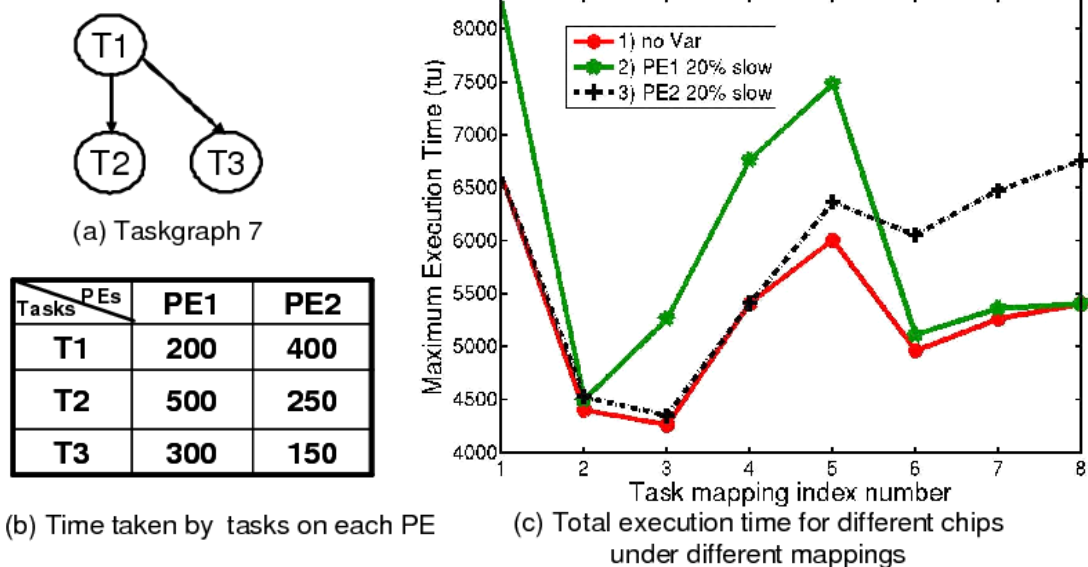 T1
T2
T3
(a) Taskgraph 7
Tasks PEs PE1 PE2
T1 200 400
T2 500 250
T3 300 150
(b) Time taken by tasks on each PE
Maximum Execution Time (tu)
8000
7500
7000
6500
6000
5500
5000
4500
4000
1) no Var
2) PE1 20% slow
3) PE2 20% slow
1 2 3 4 5 6 7 8
Task mapping index number
(c) Total execution time for different chips
under different mappings